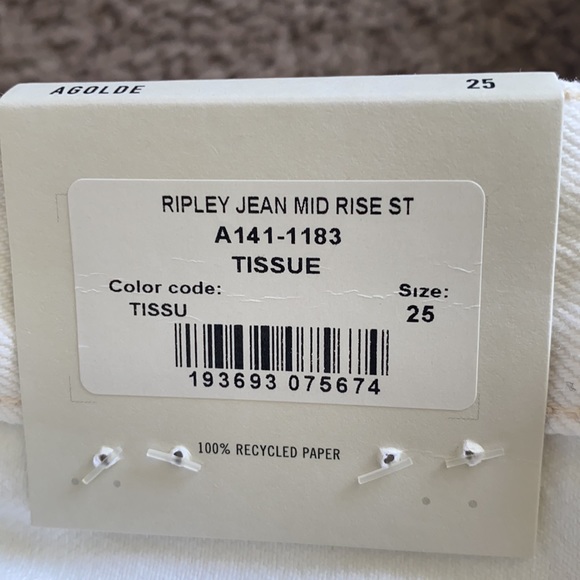 AGOLDE 25
RIPLEY JEAN MID RISE ST
A141-1183
TISSUE
Color code: Size:
TISSU 25
193693 075674
100% RECYCLED PAPER